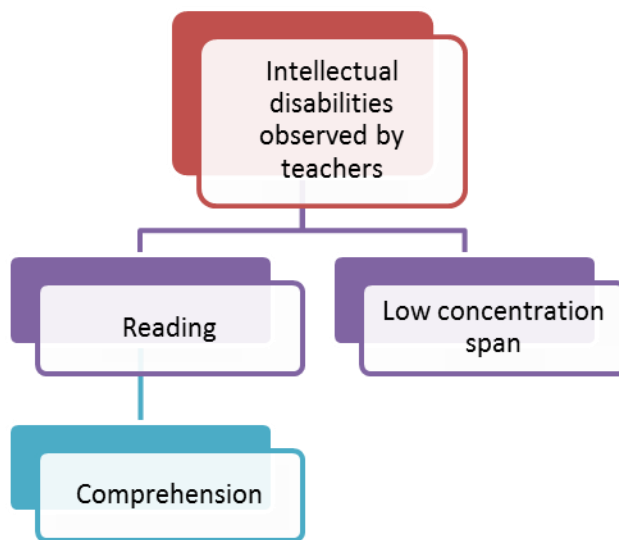 Intellectual
disabilities
observed by
teachers
Reading
Low concentration
span
Comprehension